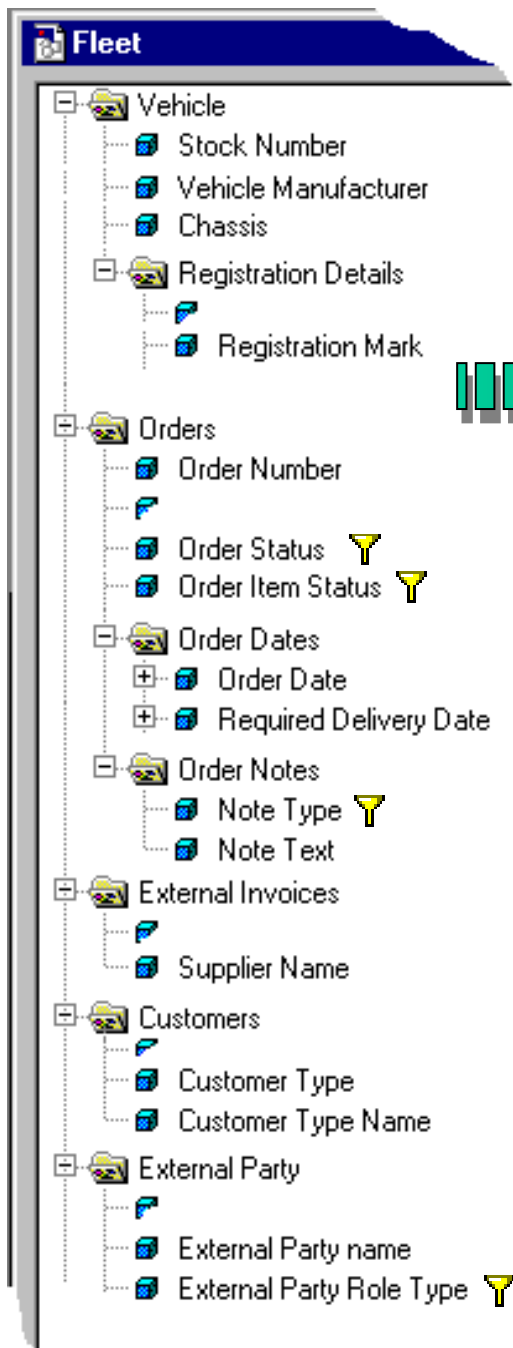 Fleet
Vehicle
Stock Number
Vehicle Manufacturer
Chassis
Registration Details
Registration Mark
Orders
Order Number
Order Status
Order Item Status
Order Dates
Order Date
Required Delivery Date
Order Notes
Note Type
Note Text
External Invoices
Supplier Name
Customers
Customer Type
Customer Type Name
External Party
External Party name
External Party Role Type